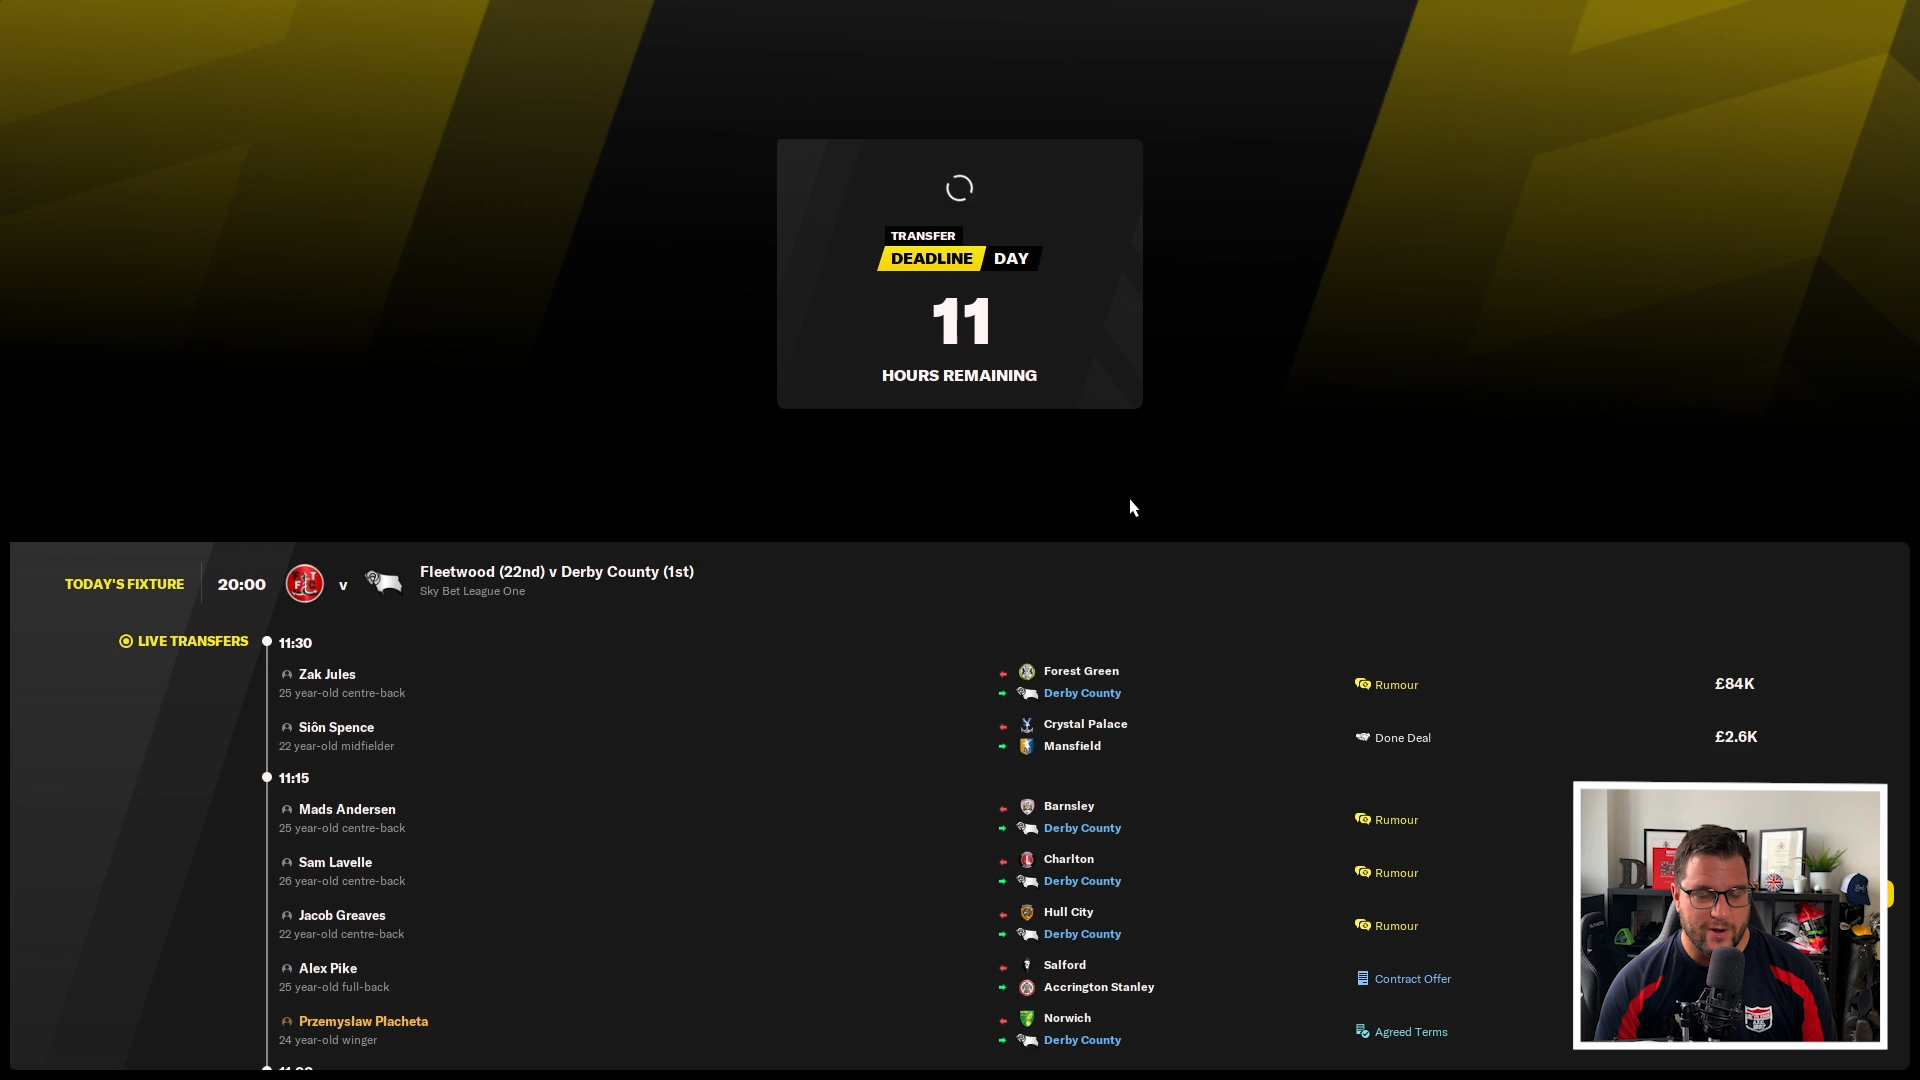 TRANSFER
DEADLINE DAY
11
HOURS REMAINING
TODAY'S FIXTURE
20:00
v
Fleetwood (22nd) v Derby County (1st)
Sky Bet League One
LIVE TRANSFERS
11:30
Zak Jules
25 year-old centre-back
Forest Green
Derby County
Rumour
£84K
Siôn Spence
22 year-old midfielder
Crystal Palace
Mansfield
Done Deal
£2.6K
11:15
Mads Andersen
25 year-old centre-back
Barnsley
Derby County
Rumour
Sam Lavelle
26 year-old centre-back
Charlton
Derby County
Rumour
Jacob Greaves
22 year-old centre-back
Hull City
Derby County
Rumour
Alex Pike
25 year-old full-back
Salford
Accrington Stanley
Contract Offer
Przemysław Płacheta
24 year-old winger
Norwich
Derby County
Agreed Terms